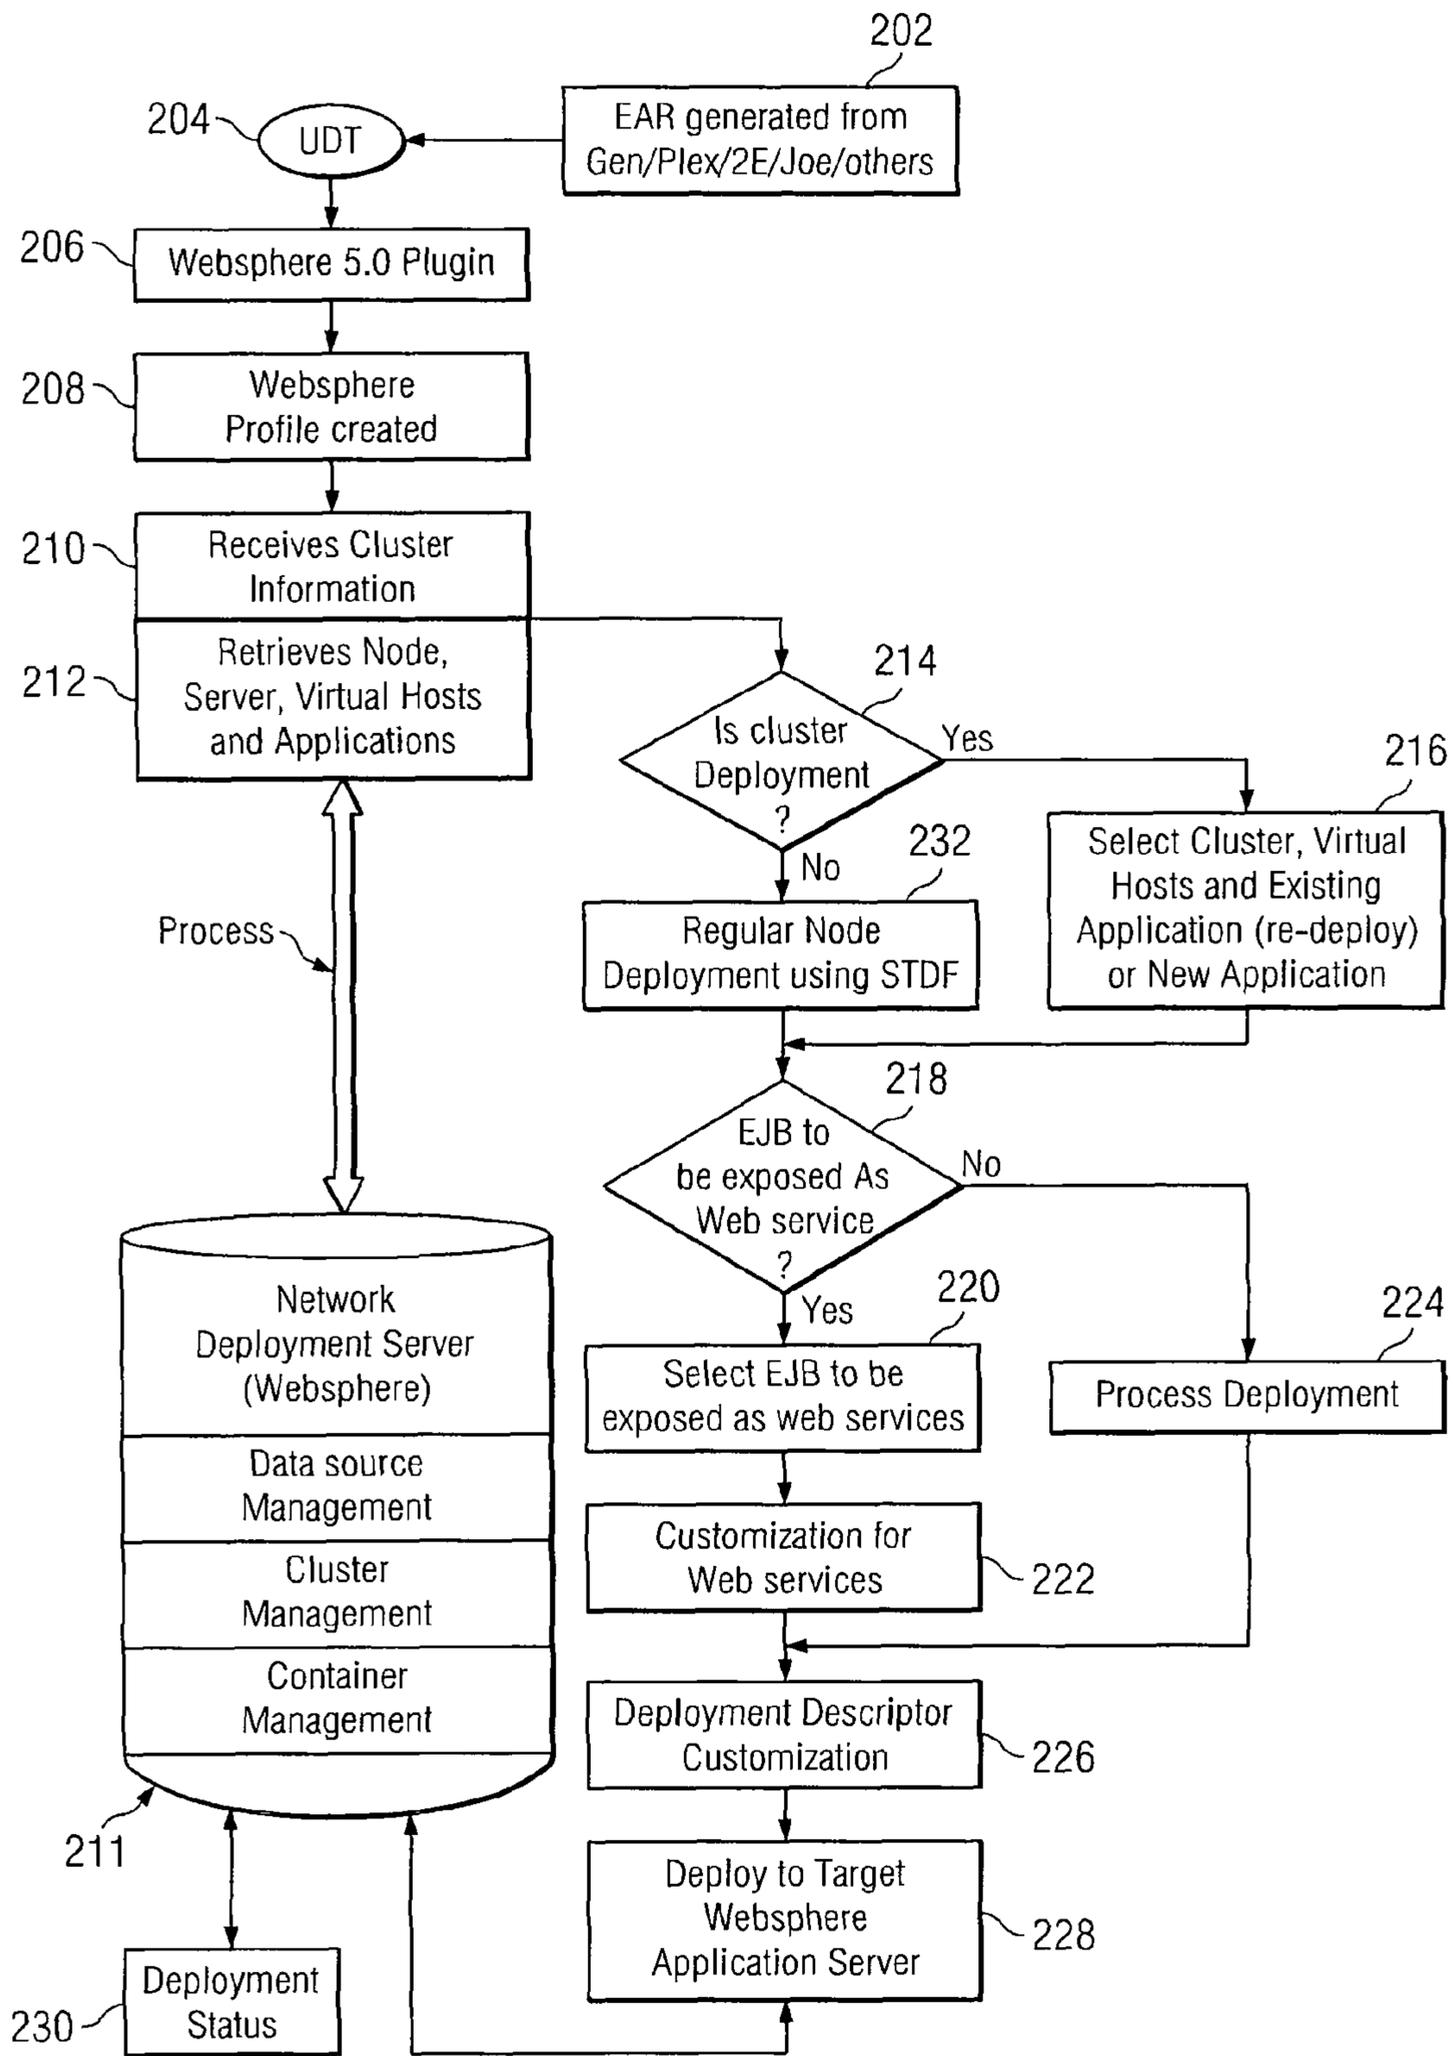 202
EAR generated from
Gen/Plex/2E/Joe/others
204
UDT
206
Websphere 5.0 Plugin
208
Websphere
Profile created
210
Receives Cluster
Information
212
Retrieves Node,
Server, Virtual Hosts
and Applications
214
Is cluster
Deployment
?
Yes
No
216
Select Cluster, Virtual
Hosts and Existing
Application (re-deploy)
or New Application
232
Regular Node
Deployment using STDF
Process
218
EJB to
be exposed As
Web service
?
No
Yes
220
Select EJB to be
exposed as web services
224
Process Deployment
222
Customization for
Web services
Network
Deployment Server
(Websphere)
Data source
Management
Cluster
Management
Container
Management
211
226
Deployment Descriptor
Customization
228
Deploy to Target
Websphere
Application Server
230
Deployment
Status